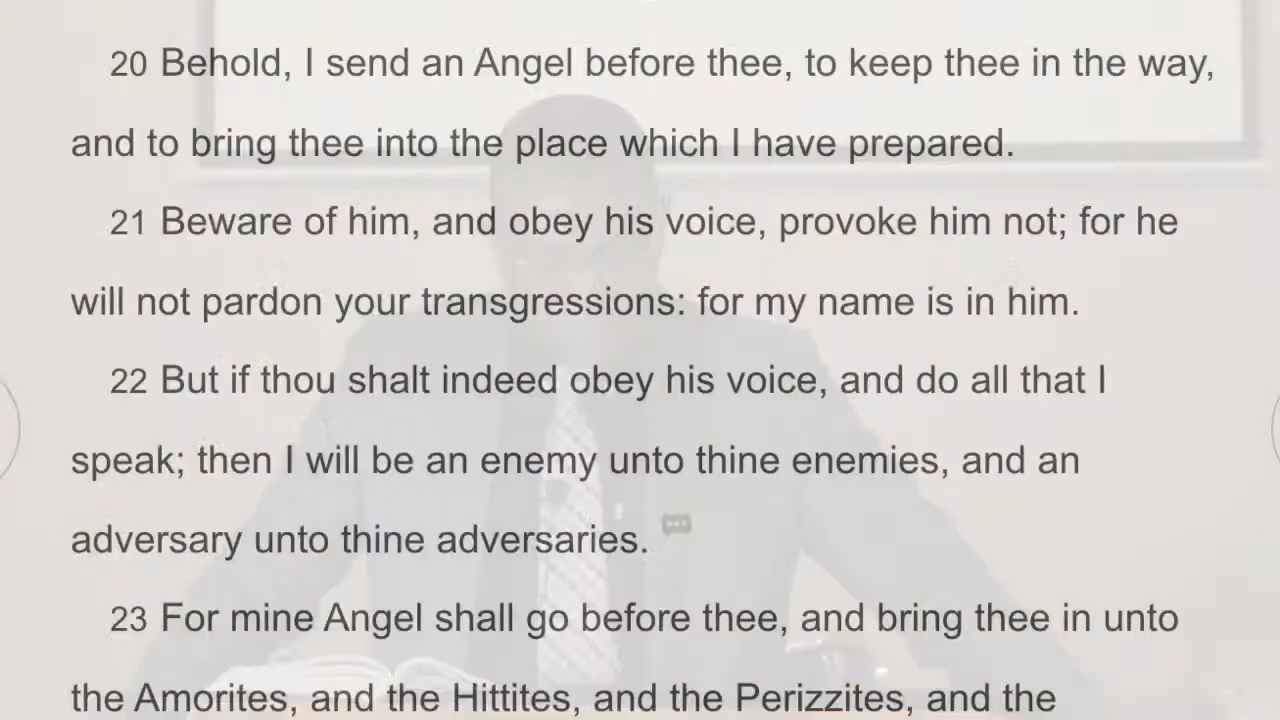 20 Behold, I send an Angel before thee, to keep thee in the way,
and to bring thee into the place which I have prepared.
21 Beware of him, and obey his voice, provoke him not; for he
will not pardon your transgressions: for my name is in him.
22 But if thou shalt indeed obey his voice, and do all that I
speak; then I will be an enemy unto thine enemies, and an
adversary unto thine adversaries.
23 For mine Angel shall go before thee, and bring thee in unto
the Amorites, and the Hittites, and the Perizzites, and the